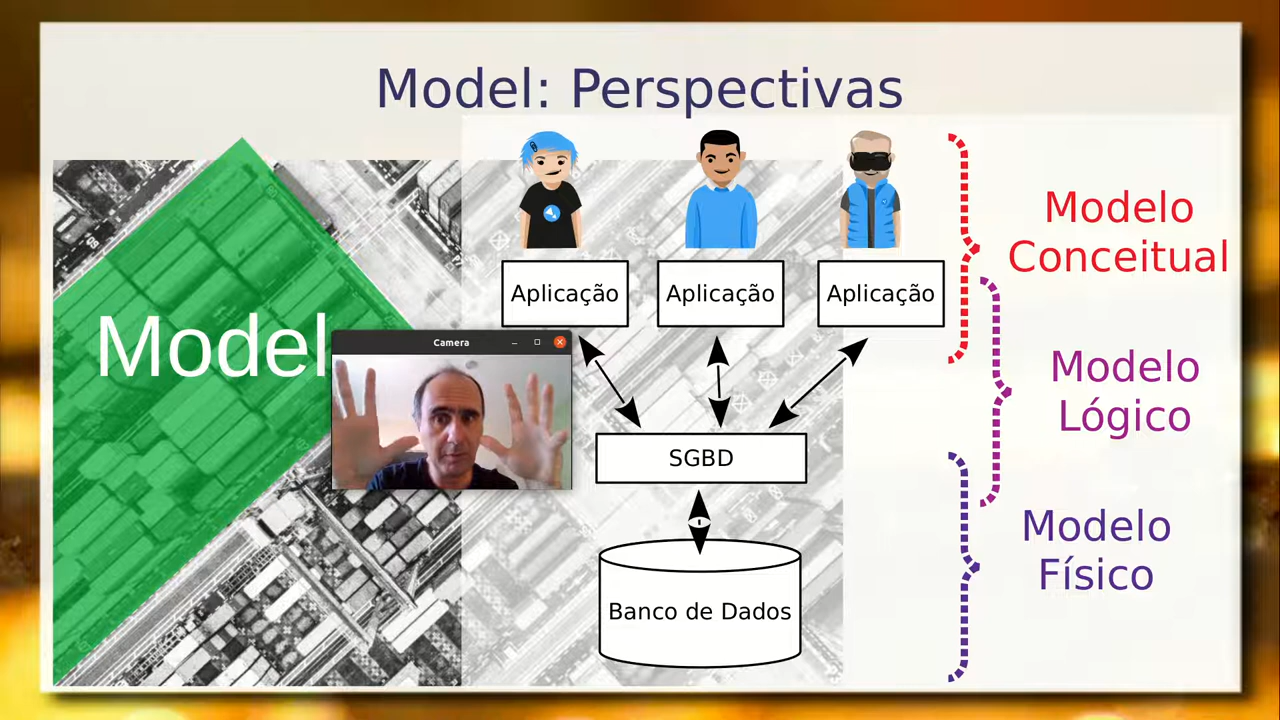 Model: Perspectivas
Model
Camera
Aplicação
Aplicação
Aplicação
SGBD
Banco de Dados
Modelo
Conceitual
Modelo
Lógico
Modelo
Físico